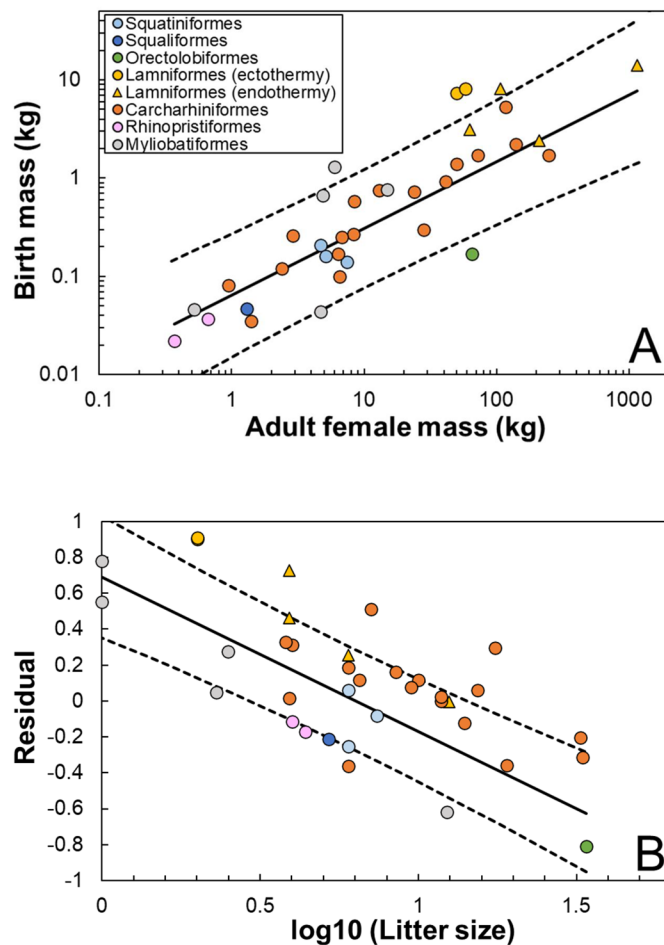 Squatiniformes
Squaliformes
Orectolobiformes
Lamniformes (ectothermy)
Lamniformes (endothermy)
Carcharhiniformes
Rhinopristiformes
Myliobatiformes
10
1
0.1
0.01
Birth mass (kg)
A
0.1 1 10 100 1000
Adult female mass (kg)
1
0.8
0.6
0.4
0.2
0
-0.2
-0.4
-0.6
-0.8
-1
Residual
B
0 0.5 1 1.5
log10 (Litter size)